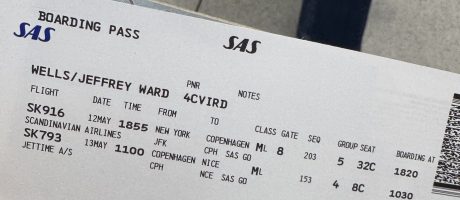 BOARDING PASS
SAS SAS
WELLS/JEFFREY WARD PNR 4CVIRD NOTES
FLIGHT DATE TIME FROM TO CLASS GATE SEQ GROUP SEAT BOARDING AT
SK916 12MAY 1855 NEW YORK COPENHAGEN ML 8 203 5 32C 1820
SCANDINAVIAN AIRLINES JFK CPH SAS GO
SK793 13MAY 1100 COPENHAGEN NICE ML 153 4 8C 1030
JETTIME A/S CPH NCE SAS GO